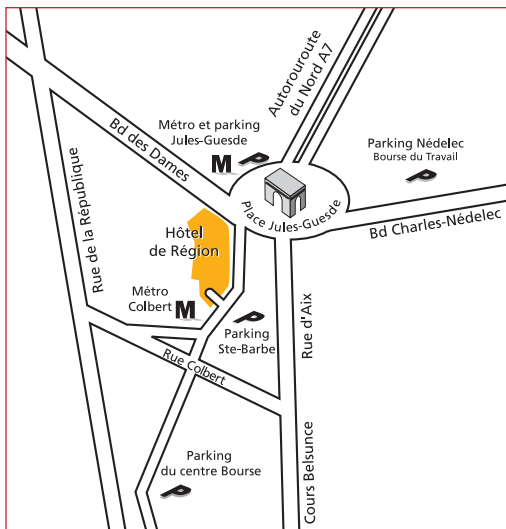 Autorouroute
du Nord A7
Métro et parking
Jules-Guesde
M P
Parking Nédelec
Bourse du Travail
P
Bd des Dames
Place Jules-Guesde
Bd Charles-Nédelec
Rue de la République
Hôtel
de Région
Métro
Colbert
M
P
Parking
Ste-Barbe
Rue d'Aix
Rue Colbert
Parking
du centre Bourse
P
Cours Belsunce